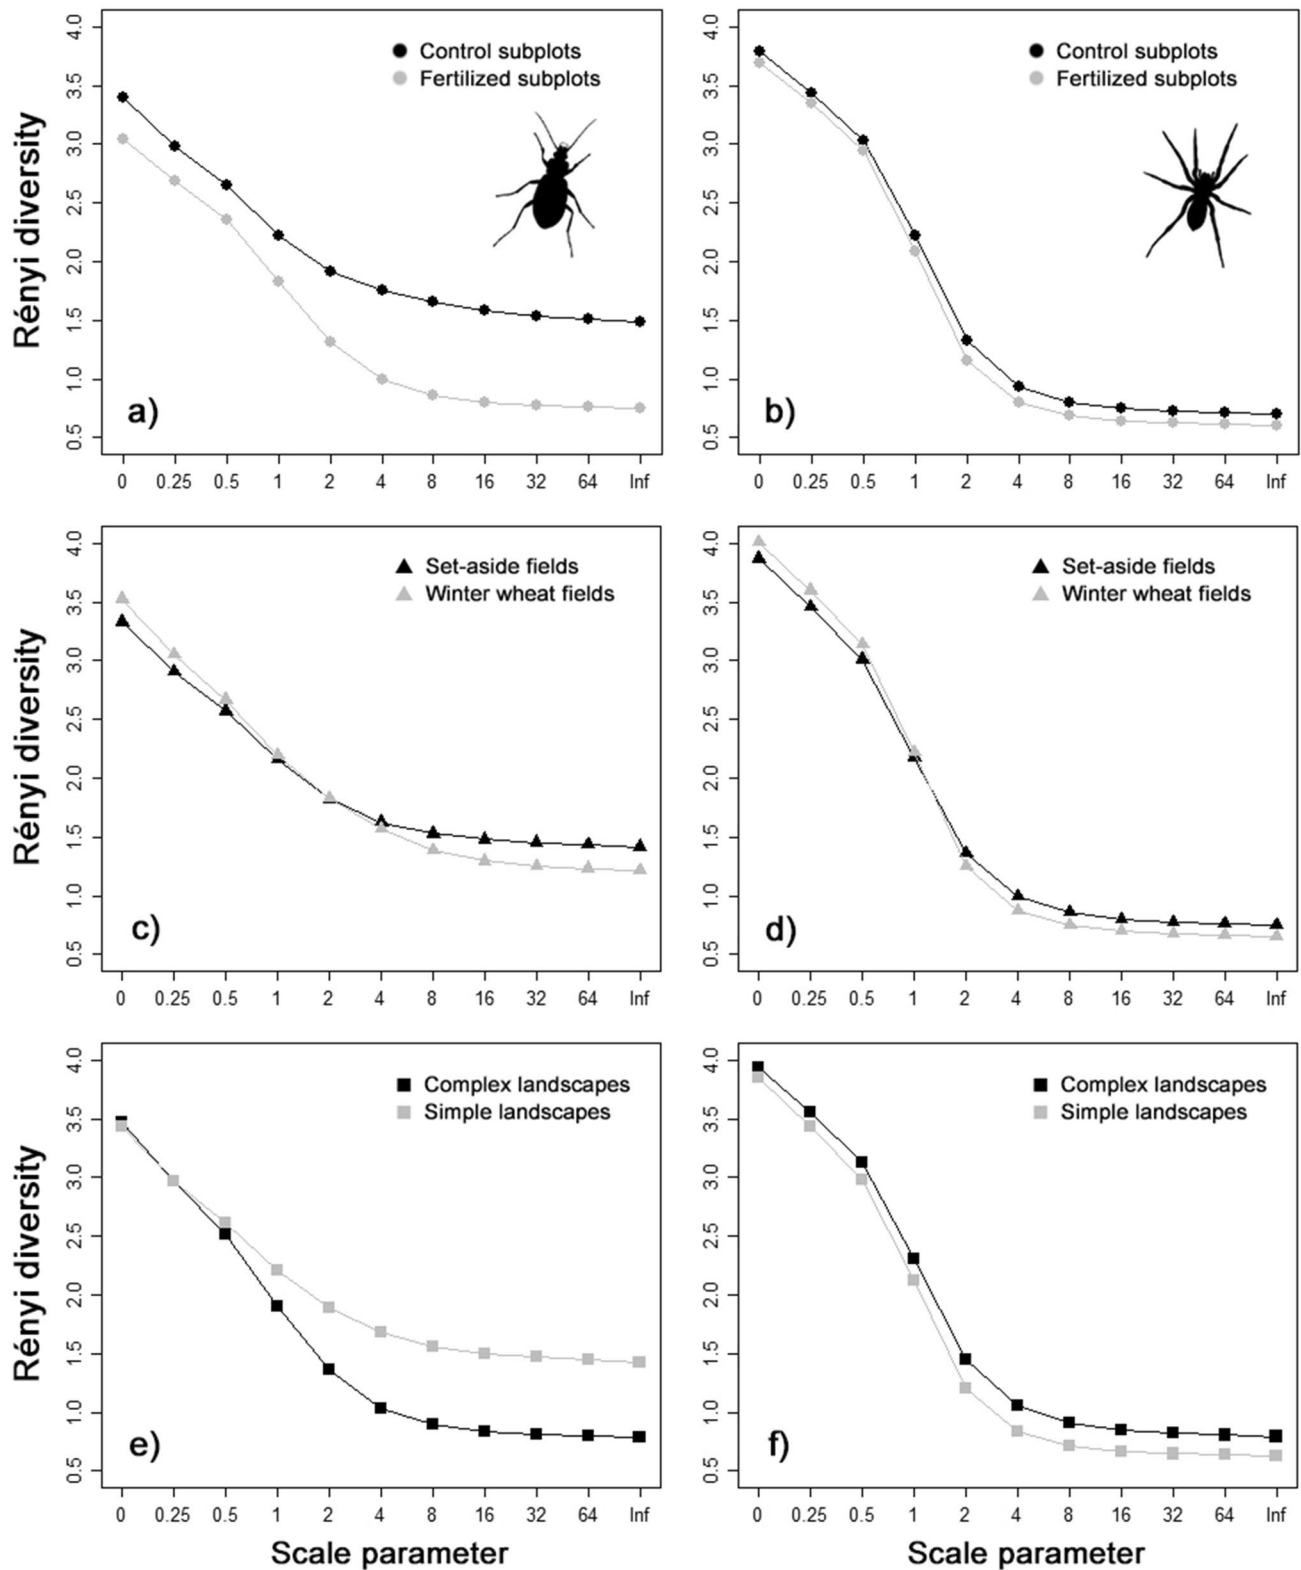 Rényi diversity
4.0
3.5
3.0
2.5
2.0
1.5
1.0
0.5
Control subplots
Fertilized subplots
a)
0 0.25 0.5 1 2 4 8 16 32 64 Inf
4.0
3.5
3.0
2.5
2.0
1.5
1.0
0.5
Control subplots
Fertilized subplots
b)
0 0.25 0.5 1 2 4 8 16 32 64 Inf
Rényi diversity
4.0
3.5
3.0
2.5
2.0
1.5
1.0
0.5
Set-aside fields
Winter wheat fields
c)
0 0.25 0.5 1 2 4 8 16 32 64 Inf
4.0
3.5
3.0
2.5
2.0
1.5
1.0
0.5
Set-aside fields
Winter wheat fields
d)
0 0.25 0.5 1 2 4 8 16 32 64 Inf
Rényi diversity
4.0
3.5
3.0
2.5
2.0
1.5
1.0
0.5
Complex landscapes
Simple landscapes
e)
0 0.25 0.5 1 2 4 8 16 32 64 Inf
Scale parameter
4.0
3.5
3.0
2.5
2.0
1.5
1.0
0.5
Complex landscapes
Simple landscapes
f)
0 0.25 0.5 1 2 4 8 16 32 64 Inf
Scale parameter